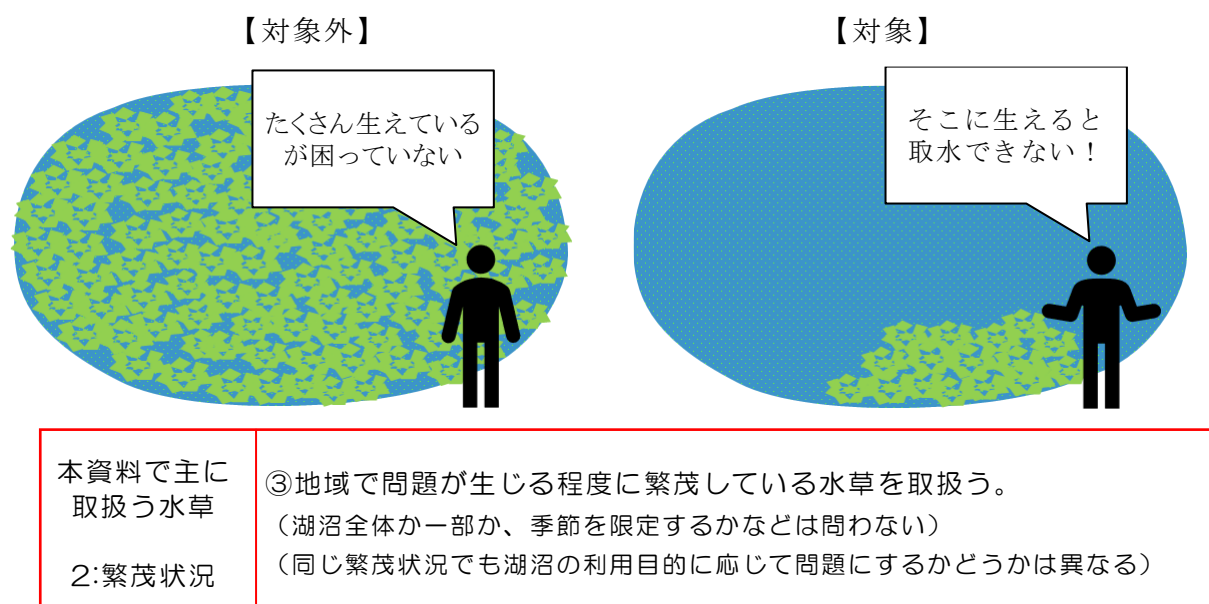 【対象外】
【対象】
たくさん生えている
が困っていない
そこに生えると
取水できない！
本資料で主に
取扱う水草
2:繁茂状況
③地域で問題が生じる程度に繁茂している水草を取扱う。
（湖沼全体か一部か、季節を限定するかなどは問わない）
（同じ繁茂状況でも湖沼の利用目的に応じて問題にするかどうかは異なる）